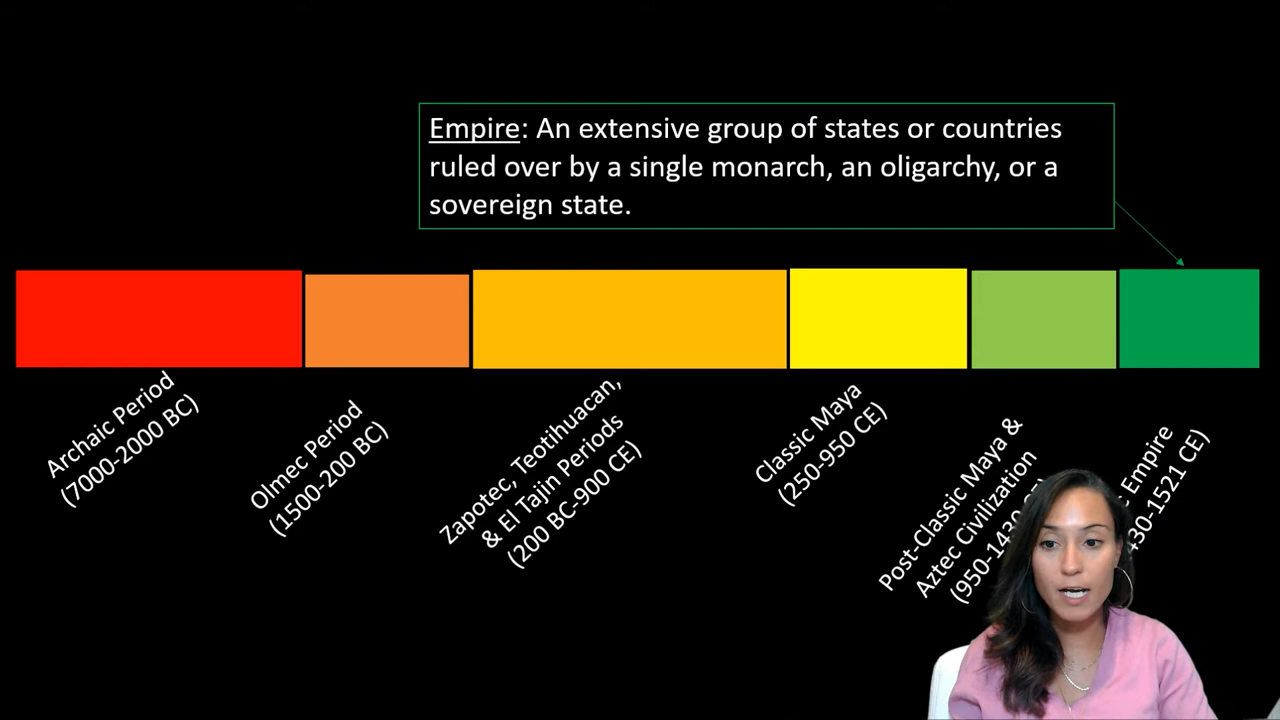 Empire: An extensive group of states or countries
ruled over by a single monarch, an oligarchy, or a
sovereign state.
Archaic Period
(7000-2000 BC)
Olmec Period
(1500-200 BC)
Zapotec, Teotihuacan,
& El Tajin Periods
(200 BC-900 CE)
Classic Maya
(250-950 CE)
Post-Classic Maya &
Aztec Civilization
Empire